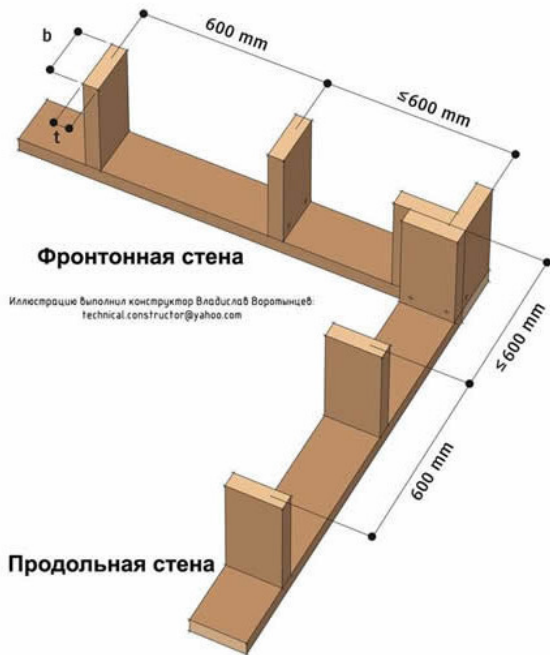 b
600 mm
≤600 mm
t
Фронтонная стена
Иллюстрацию выполнил конструктор Владислав Воротынцев:
technical.constructor@yahoo.com
≤600 mm
600 mm
Продольная стена